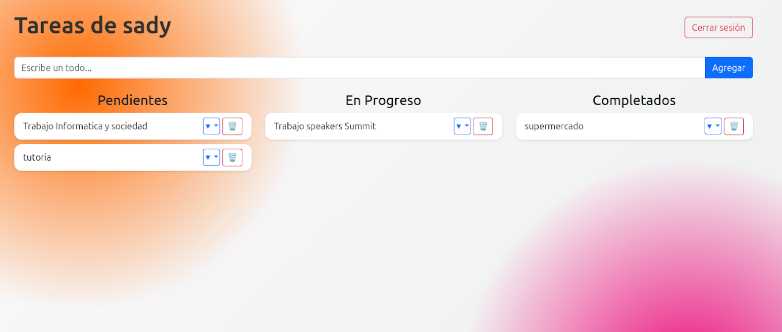 Tareas de sady
Cerrar sesión
Escribe un todo...
Agregar
Pendientes
En Progreso
Completados
Trabajo Informatica y sociedad
Trabajo speakers Summit
supermercado
tutoria